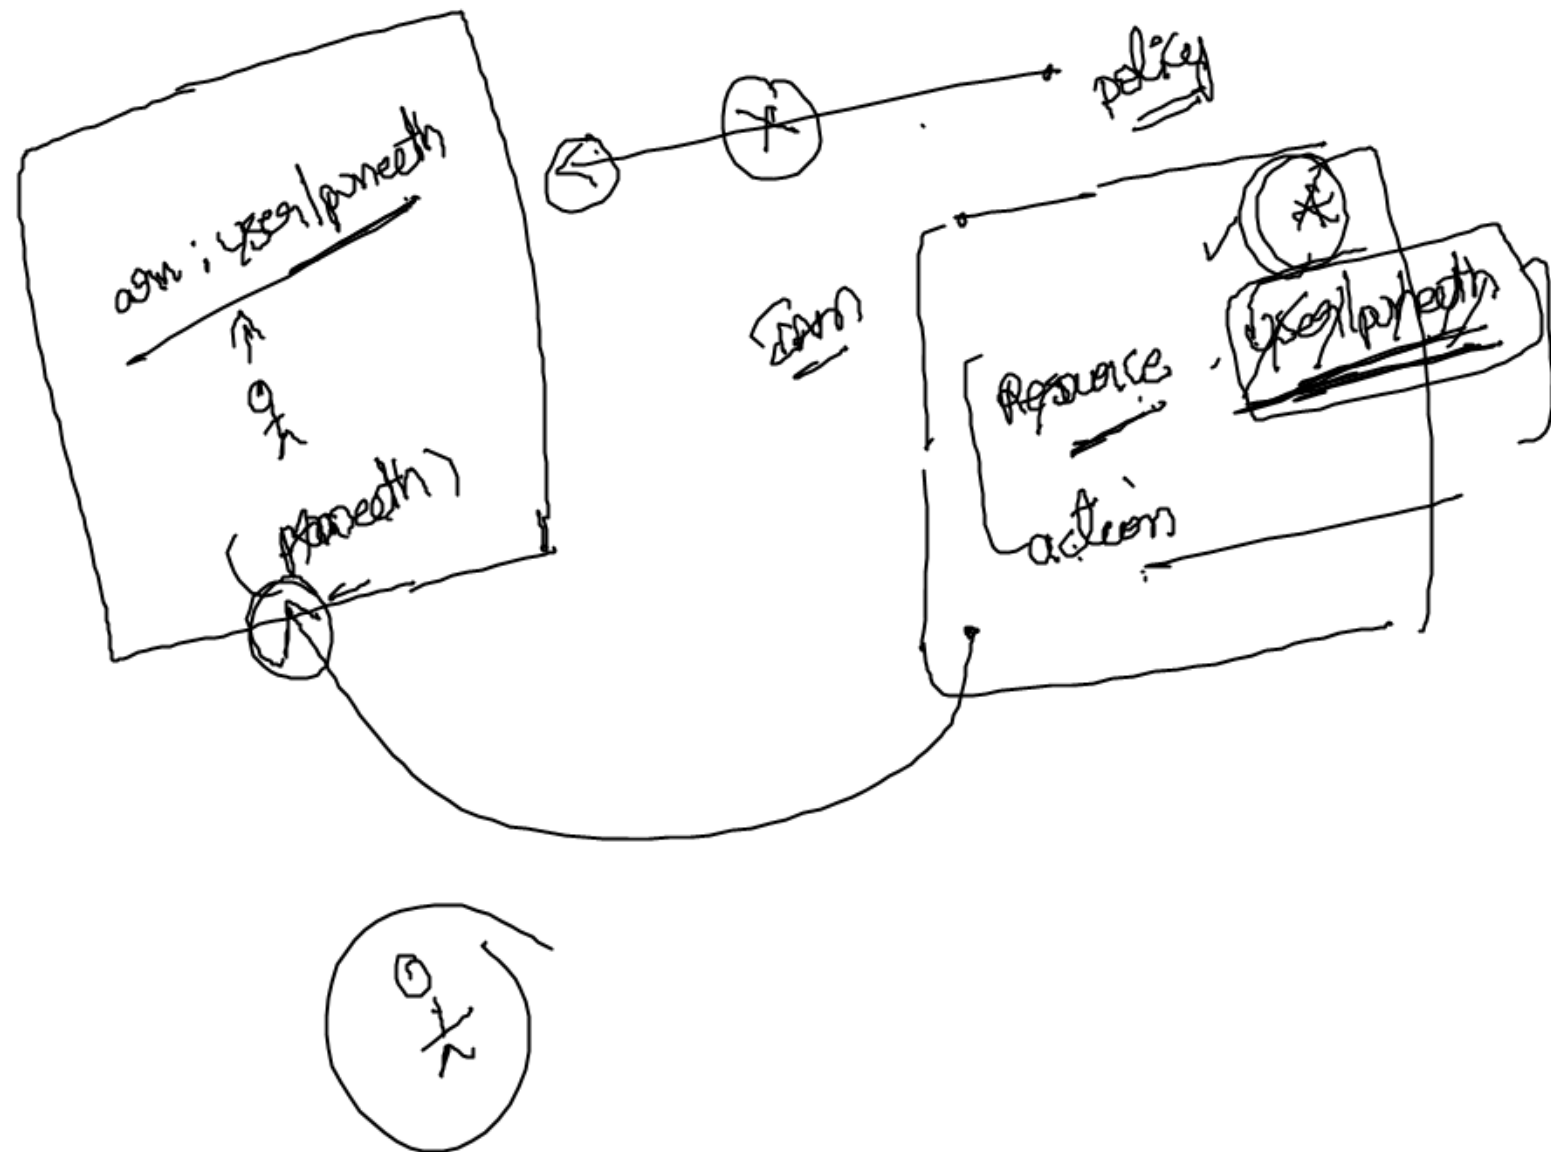 policy
arn : user/puneeth
*
IAM
Resource : user/puneeth
(puneeth)
action